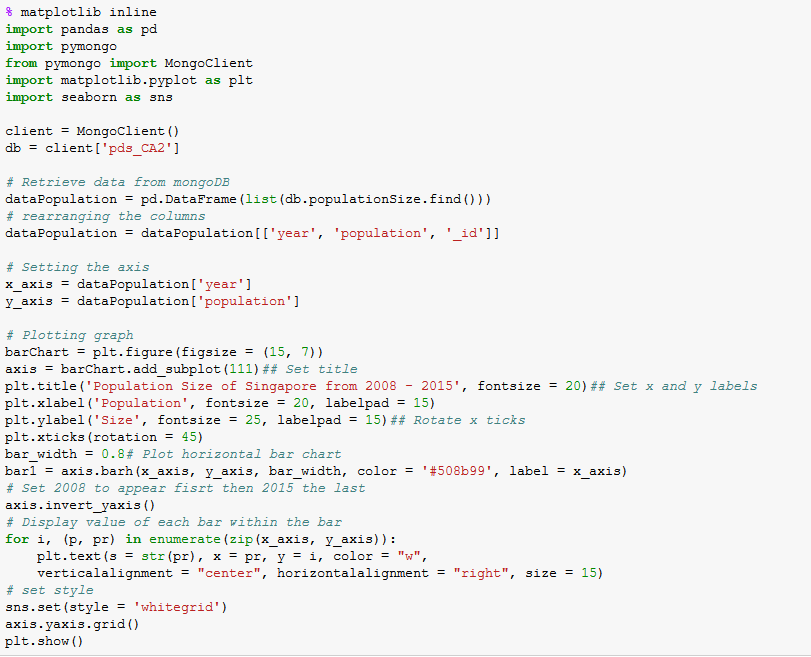 % matplotlib inline
import pandas as pd
import pymongo
from pymongo import MongoClient
import matplotlib.pyplot as plt
import seaborn as sns
client = MongoClient()
db = client['pds_CA2']
# Retrieve data from mongoDB
dataPopulation = pd.DataFrame(list(db.populationSize.find()))
# rearranging the columns
dataPopulation = dataPopulation[['year', 'population', '_id']]
# Setting the axis
x_axis = dataPopulation['year']
y_axis = dataPopulation['population']
# Plotting graph
barChart = plt.figure(figsize = (15, 7))
axis = barChart.add_subplot(111)## Set title
plt.title('Population Size of Singapore from 2008 - 2015', fontsize = 20)## Set x and y labels
plt.xlabel('Population', fontsize = 20, labelpad = 15)
plt.ylabel('Size', fontsize = 25, labelpad = 15)## Rotate x ticks
plt.xticks(rotation = 45)
bar_width = 0.8# Plot horizontal bar chart
bar1 = axis.barh(x_axis, y_axis, bar_width, color = '#508b99', label = x_axis)
# Set 2008 to appear fisrt then 2015 the last
axis.invert_yaxis()
# Display value of each bar within the bar
for i, (p, pr) in enumerate(zip(x_axis, y_axis)):
    plt.text(s = str(pr), x = pr, y = i, color = "w",
    verticalalignment = "center", horizontalalignment = "right", size = 15)
# set style
sns.set(style = 'whitegrid')
axis.yaxis.grid()
plt.show()